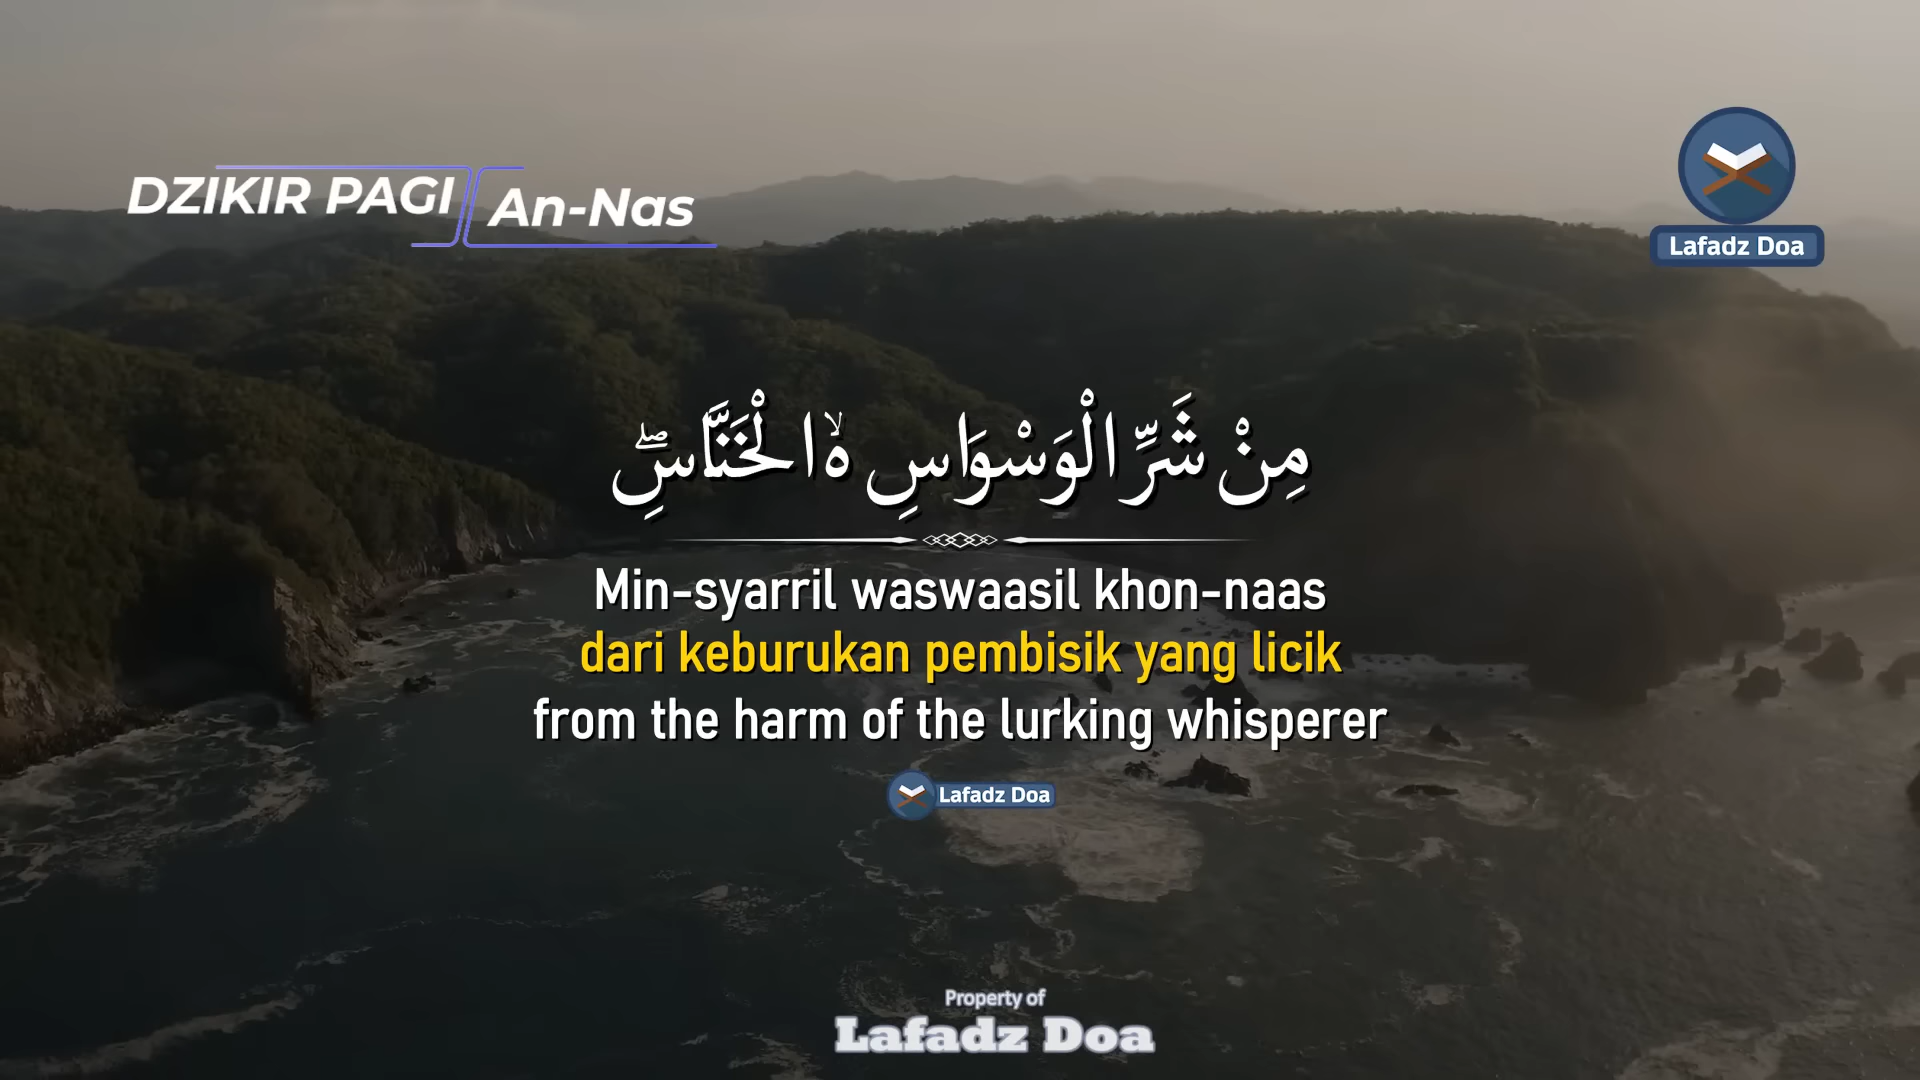 DZIKIR PAGI
An-Nas
Lafadz Doa
مِنْ شَرِّ الْوَسْوَاسِ ەۙ الْخَنَّاسِۖ
Min-syarril waswaasil khon-naas
dari keburukan pembisik yang licik
from the harm of the lurking whisperer
Lafadz Doa
Property of
Lafadz Doa